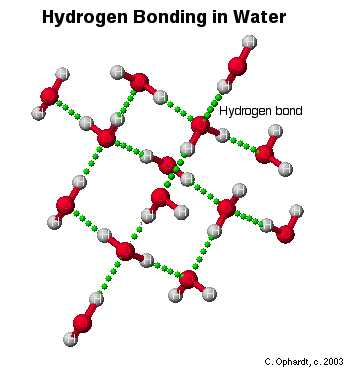 Hydrogen Bonding in Water
Hydrogen bond
C. Ophardt, c. 2003